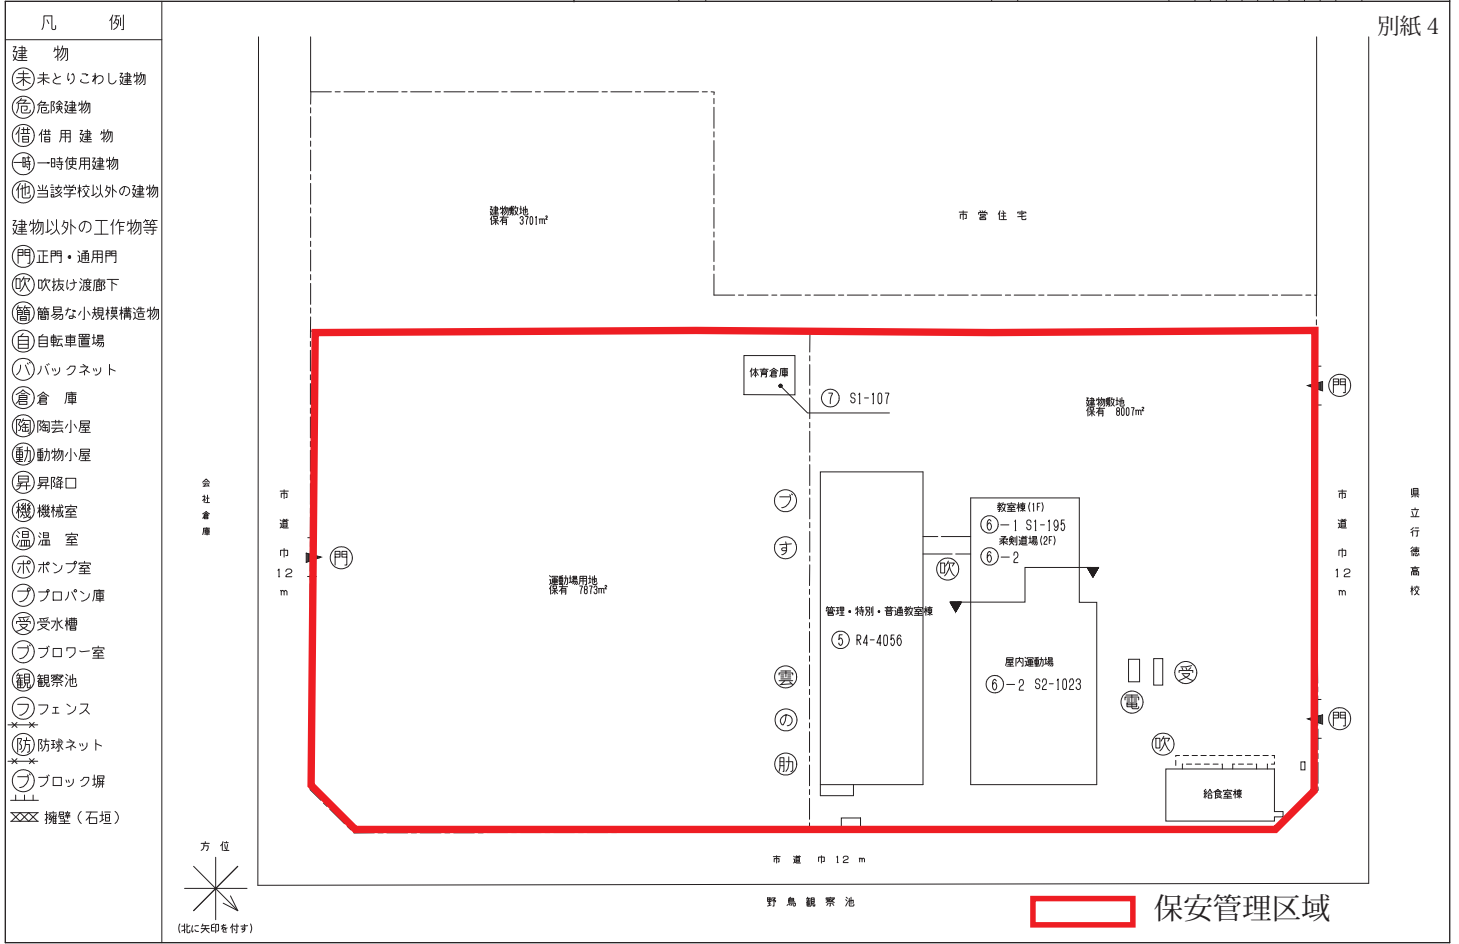 別紙 4
凡 例
建 物
未 未とりこわし建物
危 危険建物
借 借 用 建 物
一時 一時使用建物
他 当該学校以外の建物
建物以外の工作物等
門 正門・通用門
吹 吹抜け渡廊下
簡 簡易な小規模構造物
自 自転車置場
バ バックネット
倉 倉 庫
陶 陶芸小屋
動 動物小屋
昇 昇降口
機 機械室
温 温 室
ポ ポンプ室
プ プロパン庫
受 受水槽
ブ ブロワー室
観 観察池
フ フェンス
防 防球ネット
ブ ブロック塀
擁壁（石垣）
方 位
(北に矢印を付す)
建物敷地
保有 3701m²
市 営 住 宅
体育倉庫
⑦ S1-107
建物敷地
保有 8007m²
門
会社倉庫
市道巾12m
門
運動場用地
保有 7873m²
ブ
す
雲
の
肋
管理・特別・普通教室棟
⑤ R4-4056
吹
教室棟(1F)
⑥-1 S1-195
柔剣道場(2F)
⑥-2
屋内運動場
⑥-2 S2-1023
電
受
吹
給食室棟
門
市道巾12m
県立行徳高校
市 道 巾 12 m
野 鳥 観 察 池
保安管理区域